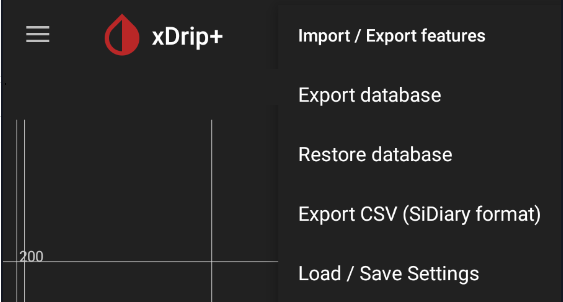 xDrip+
Import / Export features
Export database
Restore database
Export CSV (SiDiary format)
Load / Save Settings
200